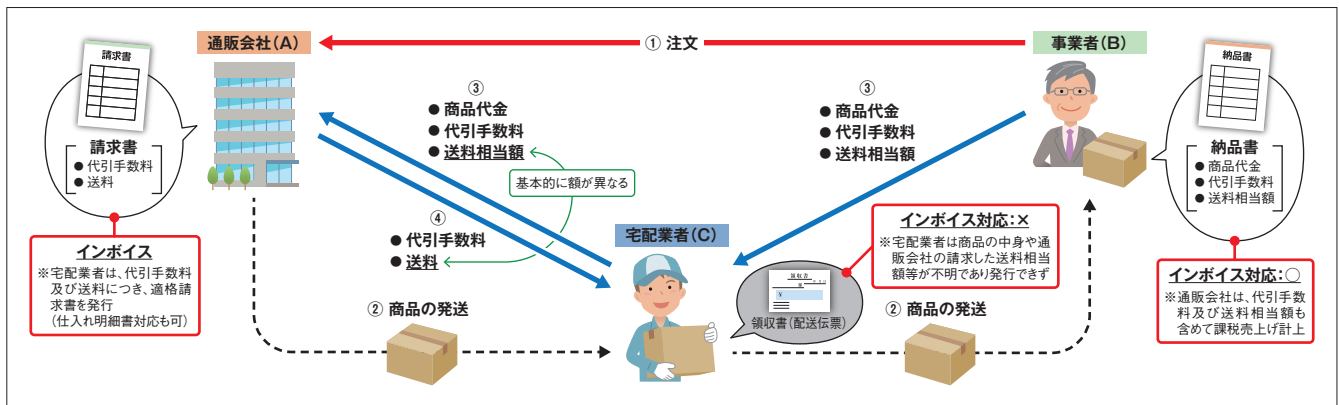 通販会社（A）
① 注文
事業者（B）
請求書
請求書
● 代引手数料
● 送料
インボイス
※宅配業者は、代引手数料
及び送料につき、適格請
求書を発行
（仕入れ明細書対応も可）
③
● 商品代金
● 代引手数料
● 送料相当額
基本的に額が異なる
④
● 代引手数料
● 送料
② 商品の発送
宅配業者（C）
③
● 商品代金
● 代引手数料
● 送料相当額
インボイス対応：×
※宅配業者は商品の中身や通
販会社の請求した送料相当
額等が不明であり発行できず
領収書
¥
領収書（配送伝票）
② 商品の発送
納品書
納品書
● 商品代金
● 代引手数料
● 送料相当額
インボイス対応：○
※通販会社は、代引手数
料及び送料相当額も
含めて課税売上げ計上